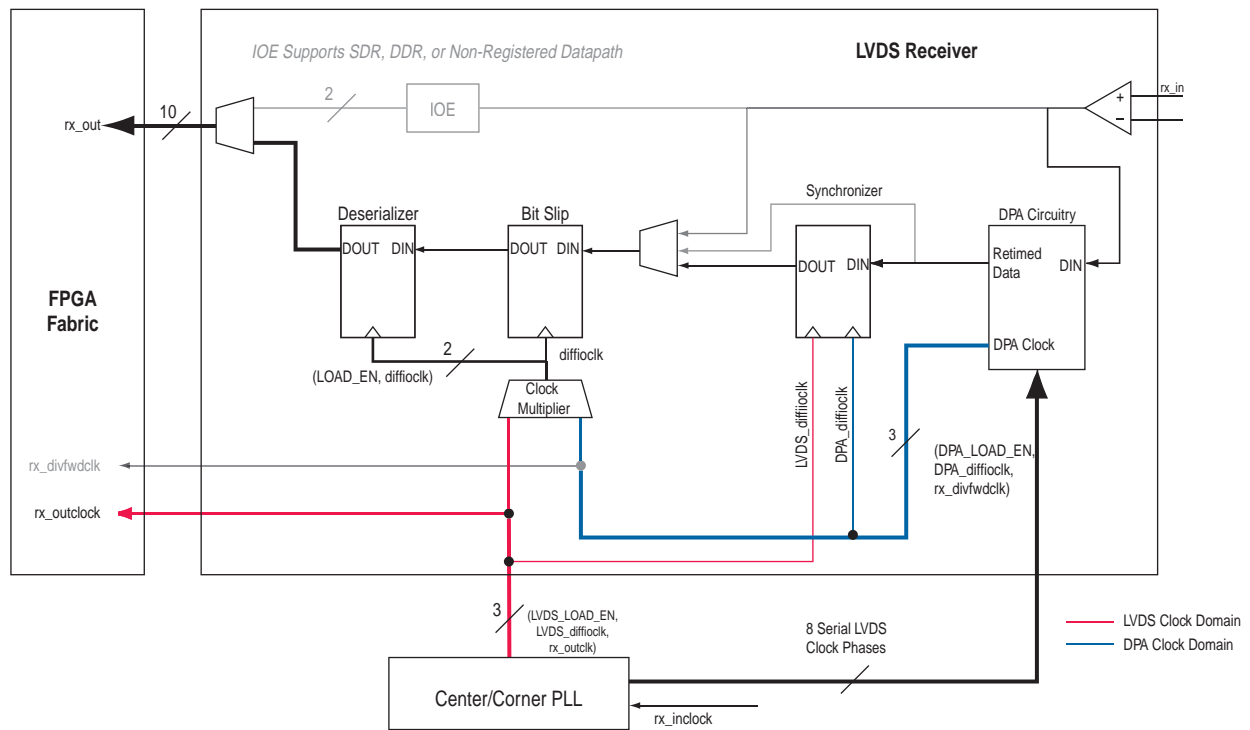 IOE Supports SDR, DDR, or Non-Registered Datapath
LVDS Receiver
2
IOE
+
−
rx_in
10
rx_out
Deserializer
DOUT DIN
Bit Slip
DOUT DIN
Synchronizer
DOUT DIN
DPA Circuitry
Retimed
Data
DIN
DPA Clock
FPGA
Fabric
2
(LOAD_EN, diffioclk)
diffioclk
Clock
Multiplier
LVDS_diffiioclk
DPA_diffioclk
3
(DPA_LOAD_EN,
DPA_diffioclk,
rx_divfwdclk)
rx_divfwdclk
rx_outclock
3
(LVDS_LOAD_EN,
LVDS_diffioclk,
rx_outclk)
8 Serial LVDS
Clock Phases
LVDS Clock Domain
DPA Clock Domain
Center/Corner PLL
rx_inclock